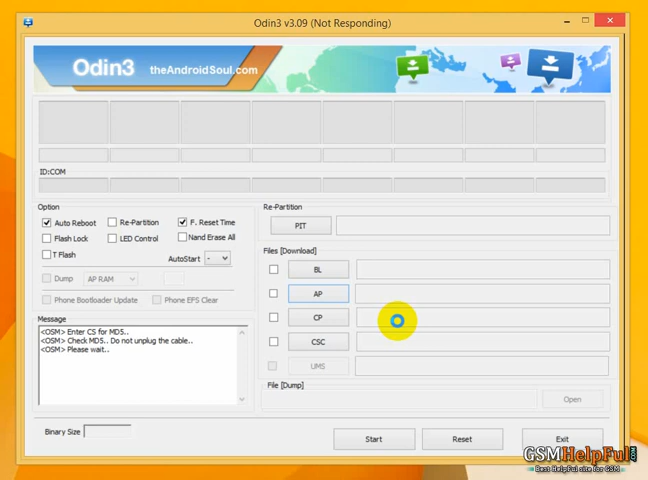 Odin3 v3.09 (Not Responding)
Odin3
theAndroidSoul.com
ID:COM
Option
Auto Reboot
Re-Partition
F. Reset Time
Flash Lock
LED Control
Nand Erase All
T Flash
AutoStart :
-
Dump
AP RAM
Phone Bootloader Update
Phone EFS Clear
Message
<OSM> Enter CS for MD5..
<OSM> Check MD5.. Do not unplug the cable..
<OSM> Please wait..
Binary Size
Re-Partition
PIT
Files [Download]
BL
AP
CP
CSC
UMS
File [Dump]
Open
Start
Reset
Exit
GSMHelpFul.COM
Best HelpFul site for GSM